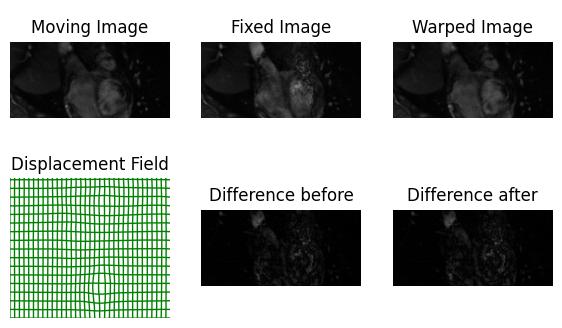 Moving Image
Fixed Image
Warped Image
Displacement Field
Difference before
Difference after